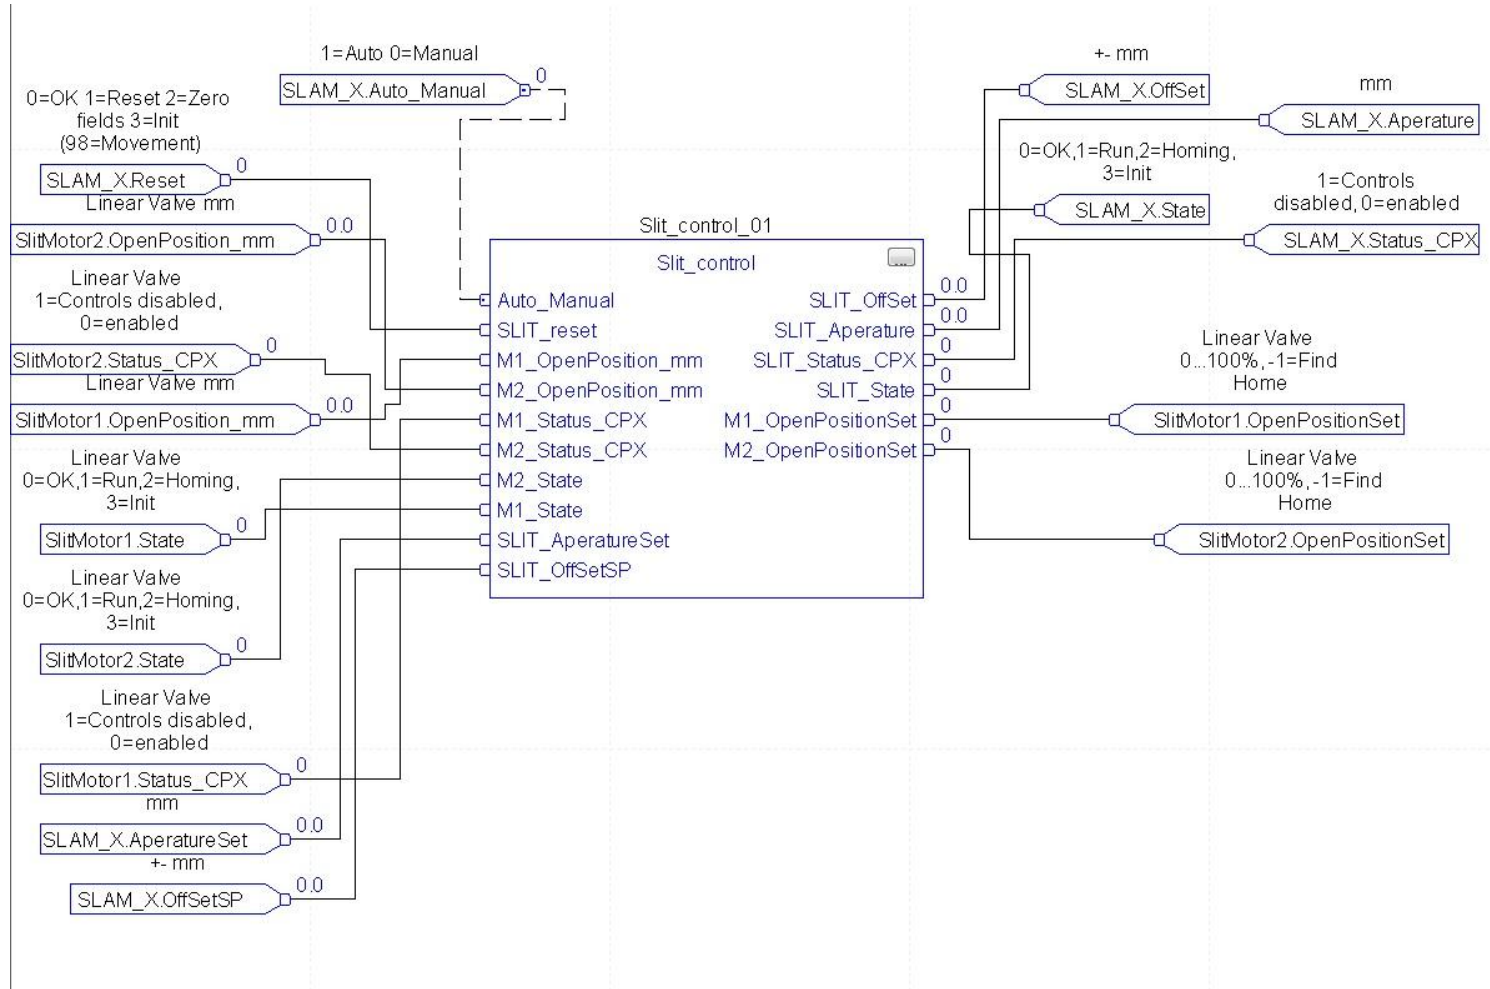 1=Auto 0=Manual
SLAM_X.Auto_Manual
0
0=OK 1=Reset 2=Zero
fields 3=Init
(98=Movement)
SLAM_X.Reset
0
Linear Valve mm
SlitMotor2.OpenPosition_mm
0.0
Linear Valve
1=Controls disabled,
0=enabled
SlitMotor2.Status_CPX
0
Linear Valve mm
SlitMotor1.OpenPosition_mm
0.0
Linear Valve
0=OK,1=Run,2=Homing,
3=Init
SlitMotor1.State
0
Linear Valve
0=OK,1=Run,2=Homing,
3=Init
SlitMotor2.State
0
Linear Valve
1=Controls disabled,
0=enabled
SlitMotor1.Status_CPX
0
mm
SLAM_X.AperatureSet
0.0
+- mm
SLAM_X.OffSetSP
0.0
Slit_control_01
Slit_control
...
Auto_Manual
SLIT_reset
M1_OpenPosition_mm
M2_OpenPosition_mm
M1_Status_CPX
M2_Status_CPX
M2_State
M1_State
SLIT_AperatureSet
SLIT_OffSetSP
SLIT_OffSet
0.0
SLIT_Aperature
0.0
SLIT_Status_CPX
0
SLIT_State
0
M1_OpenPositionSet
0
M2_OpenPositionSet
0
+- mm
SLAM_X.OffSet
mm
SLAM_X.Aperature
0=OK,1=Run,2=Homing,
3=Init
SLAM_X.State
1=Controls
disabled,0=enabled
SLAM_X.Status_CPX
Linear Valve
0...100%,-1=Find
Home
SlitMotor1.OpenPositionSet
Linear Valve
0...100%,-1=Find
Home
SlitMotor2.OpenPositionSet